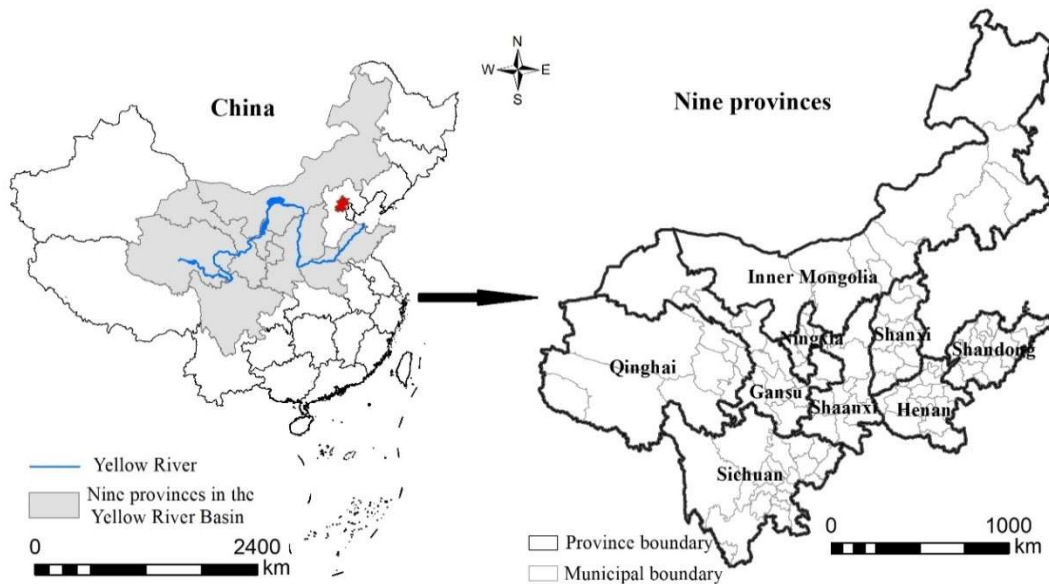 N
W E
S
China
Yellow River
Nine provinces in the
Yellow River Basin
0 2400
km
Nine provinces
Inner Mongolia
Ningxia
Shanxi
Shandong
Qinghai
Gansu
Shaanxi
Henan
Sichuan
Province boundary
Municipal boundary
0 1000
km